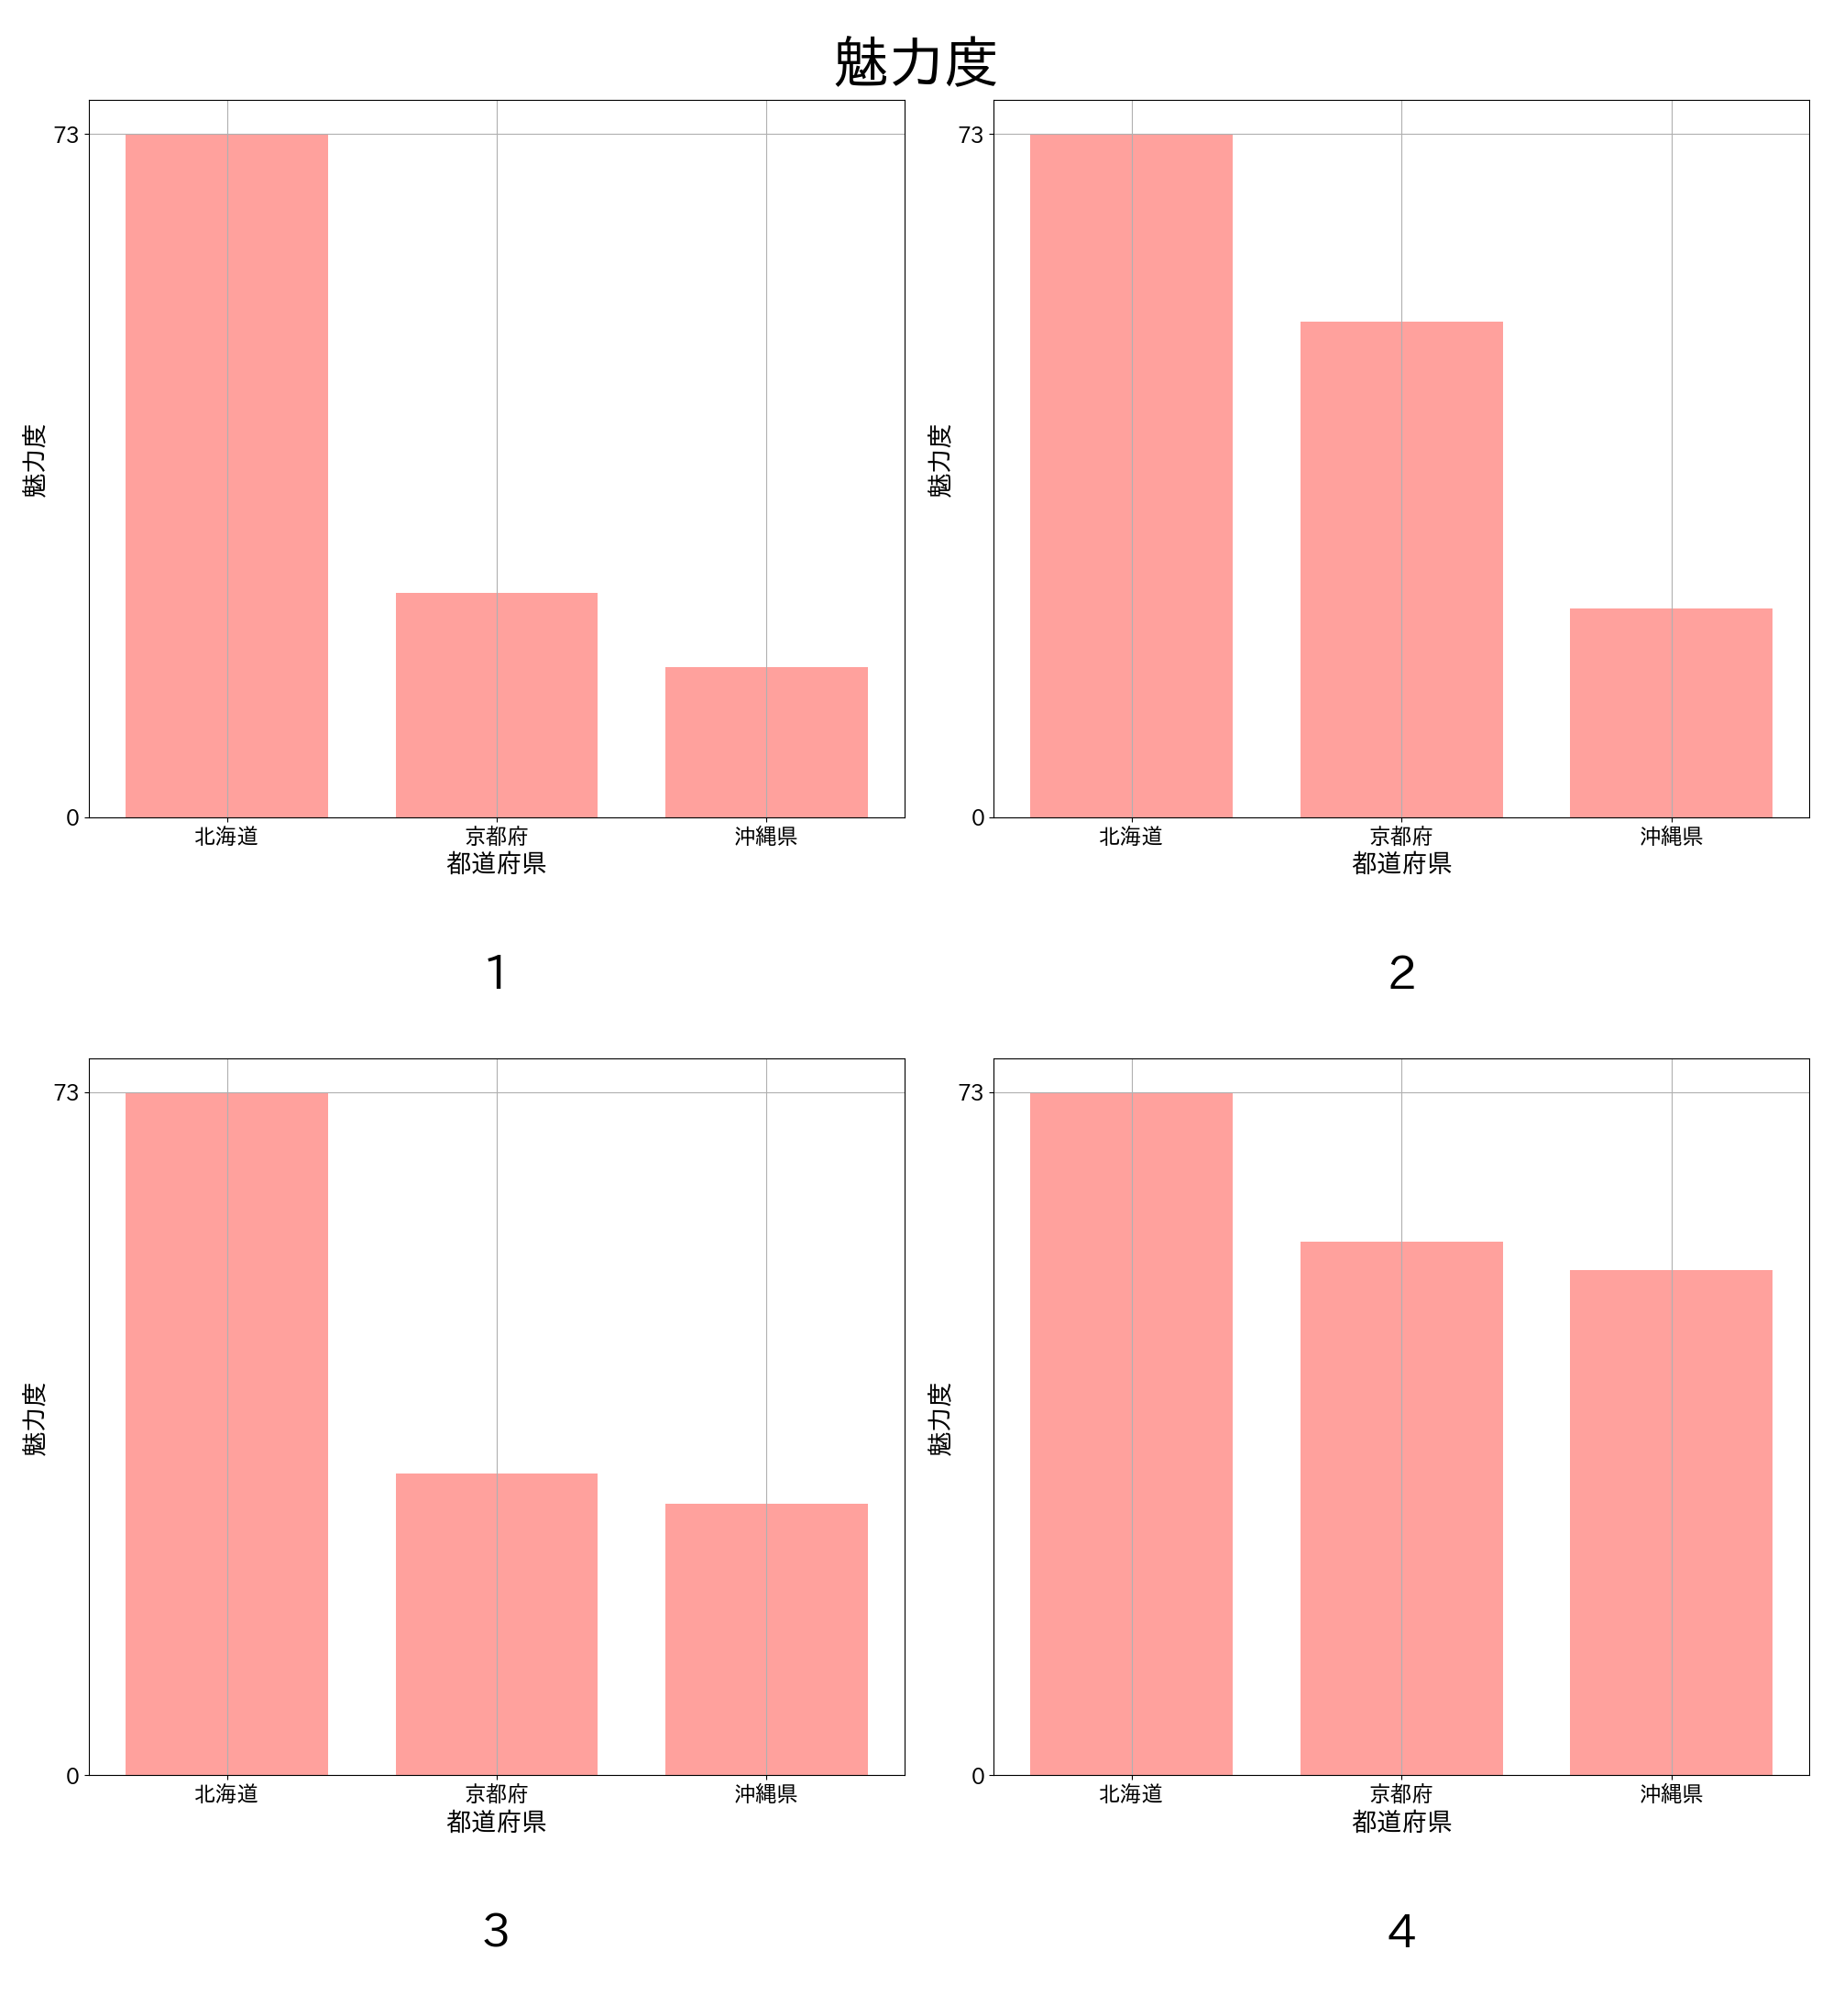 魅力度
73
魅力度
0
北海道 京都府 沖縄県
都道府県
1
73
魅力度
0
北海道 京都府 沖縄県
都道府県
2
73
魅力度
0
北海道 京都府 沖縄県
都道府県
3
73
魅力度
0
北海道 京都府 沖縄県
都道府県
4